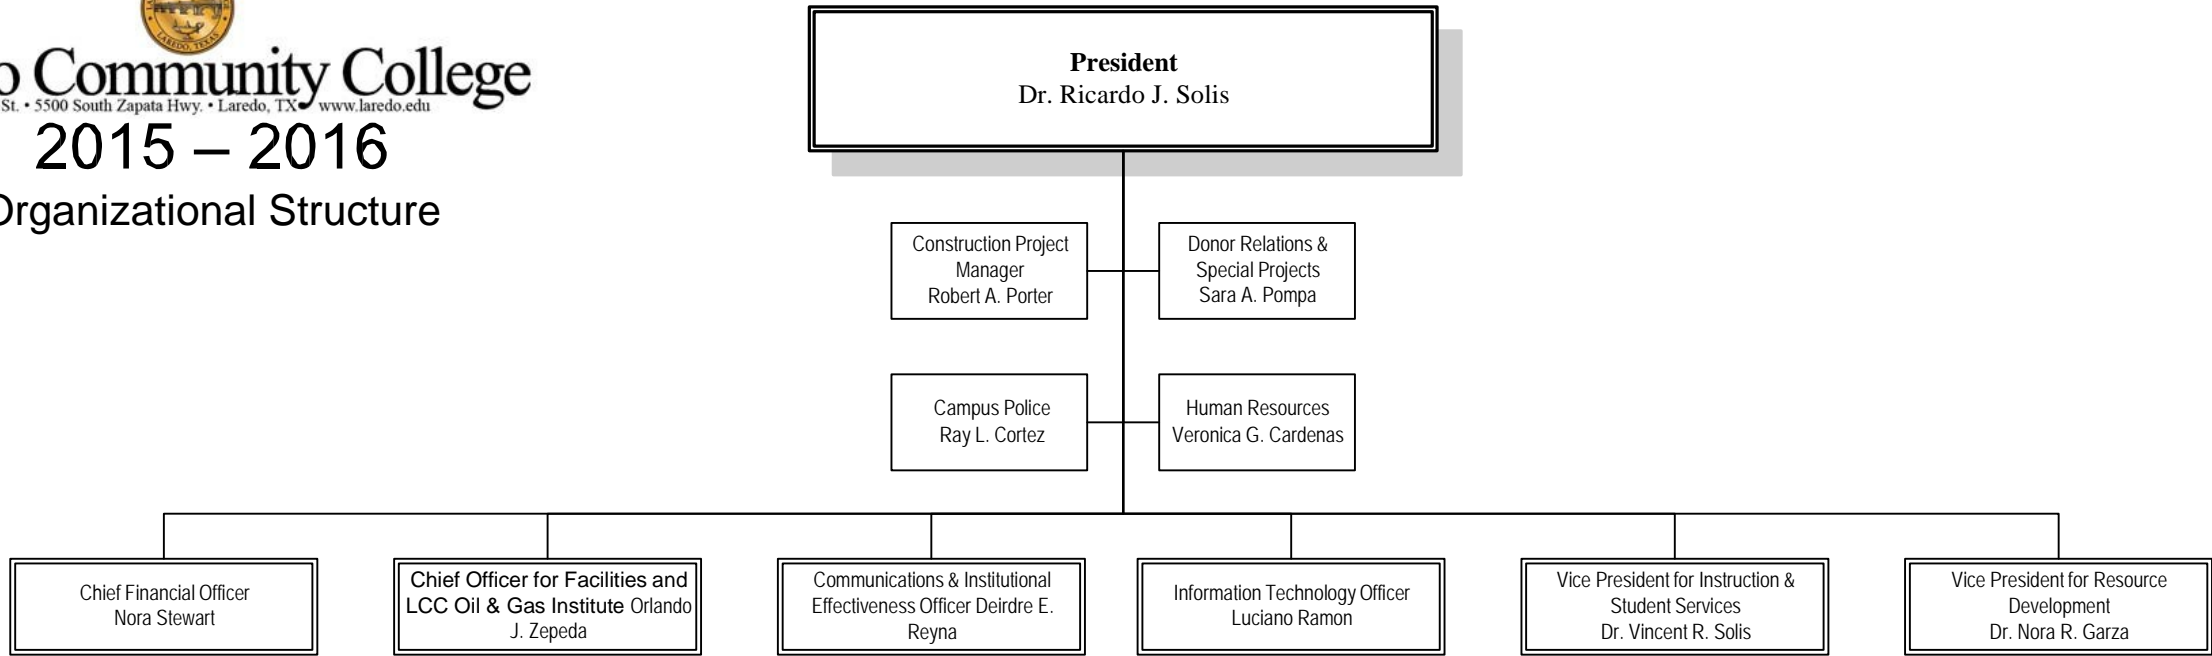 LAREDO, TEXAS
Community College
St. • 5500 South Zapata Hwy. • Laredo, TX www.laredo.edu
2015 – 2016
Organizational Structure
President
Dr. Ricardo J. Solis
Construction Project
Manager
Robert A. Porter
Donor Relations &
Special Projects
Sara A. Pompa
Campus Police
Ray L. Cortez
Human Resources
Veronica G. Cardenas
Chief Financial Officer
Nora Stewart
Chief Officer for Facilities and
LCC Oil & Gas Institute Orlando
J. Zepeda
Communications & Institutional
Effectiveness Officer Deirdre E.
Reyna
Information Technology Officer
Luciano Ramon
Vice President for Instruction &
Student Services
Dr. Vincent R. Solis
Vice President for Resource
Development
Dr. Nora R. Garza